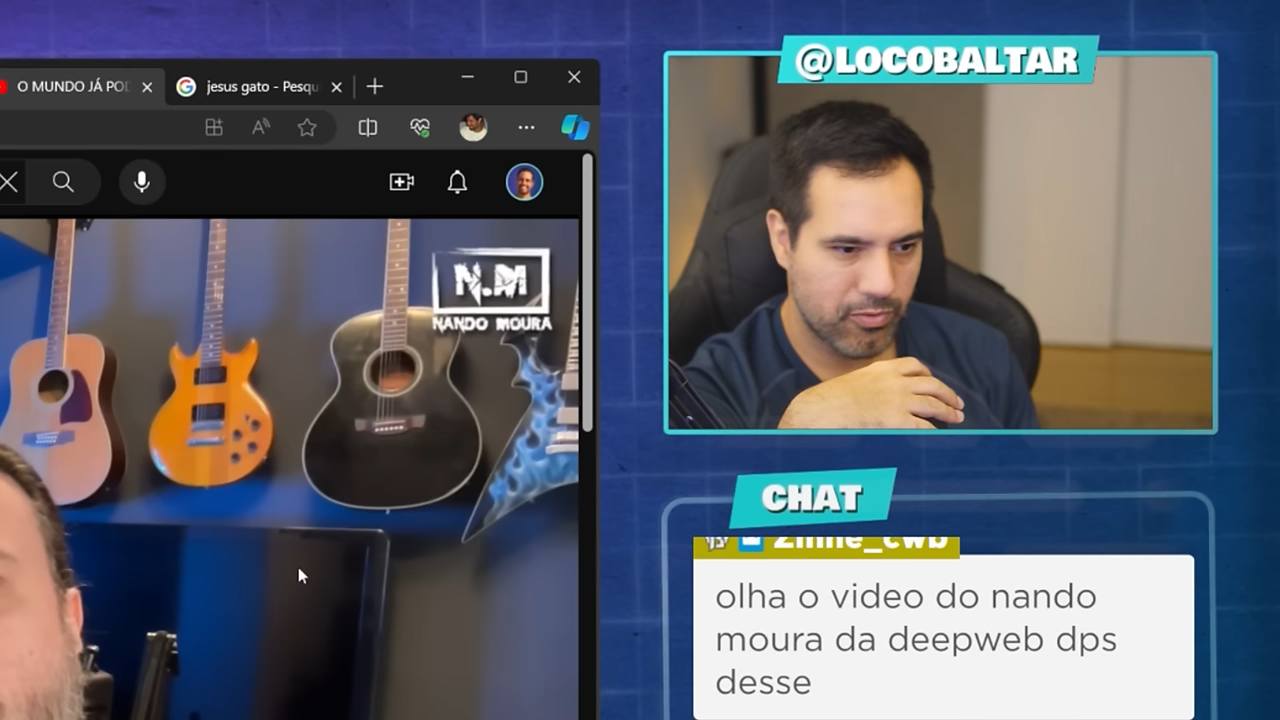 O MUNDO JÁ POD
jesus gato - Pesqu
@LOCOBALTAR
N.M
NANDO MOURA
CHAT
Zinne_cwb
olha o video do nando
moura da deepweb dps
desse